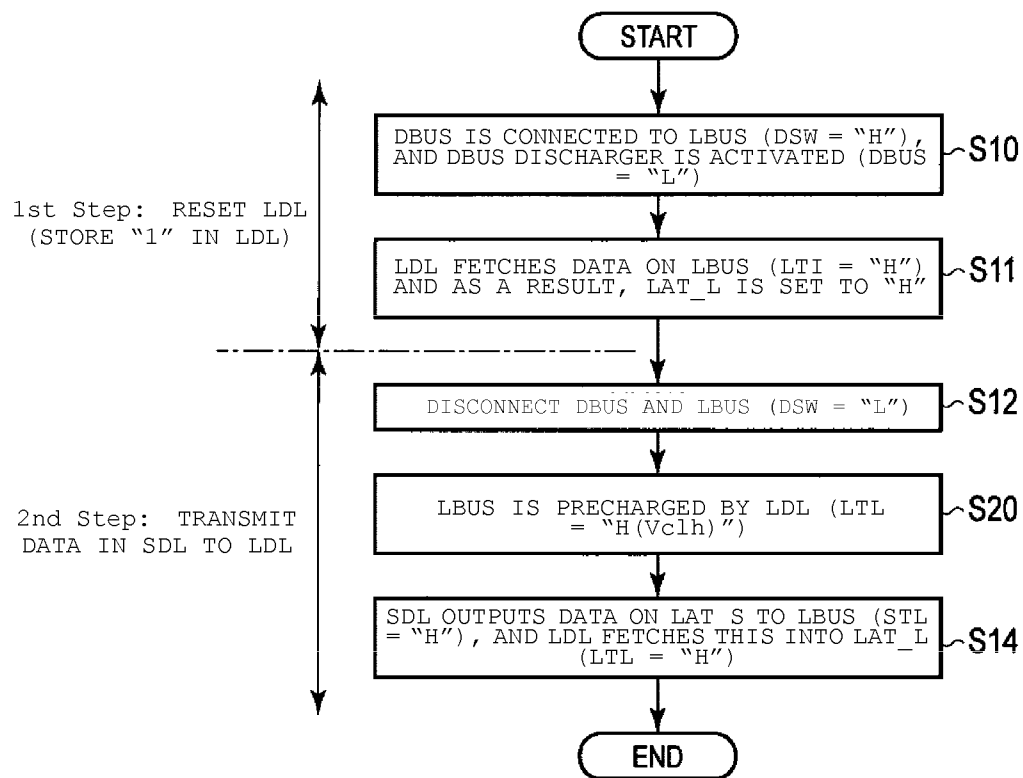 START
DBUS IS CONNECTED TO LBUS (DSW = “H”),
AND DBUS DISCHARGER IS ACTIVATED (DBUS
= “L”)
S10
1st Step: RESET LDL
(STORE “1” IN LDL)
LDL FETCHES DATA ON LBUS (LTI = “H”)
AND AS A RESULT, LAT_L IS SET TO “H”
S11
DISCONNECT DBUS AND LBUS (DSW = “L”)
S12
2nd Step: TRANSMIT
DATA IN SDL TO LDL
LBUS IS PRECHARGED BY LDL (LTL
= “H(Vclh)”)
S20
SDL OUTPUTS DATA ON LAT S TO LBUS (STL
= “H”), AND LDL FETCHES THIS INTO LAT_L
(LTL = “H”)
S14
END